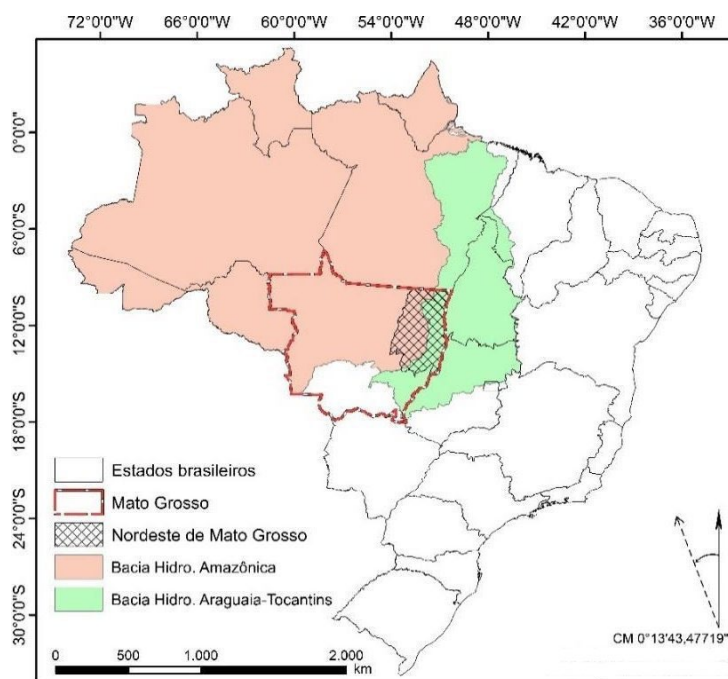 72°0'0"W 66°0'0"W 60°0'0"W 54°0'0"W 48°0'0"W 42°0'0"W 36°0'0"W
0°0'0"
6°0'0"S
12°0'0"S
18°0'0"S
24°0'0"S
30°0'0"S
Estados brasileiros
Mato Grosso
Nordeste de Mato Grosso
Bacia Hidro. Amazônica
Bacia Hidro. Araguaia-Tocantins
0 500 1.000 2.000
km
CM 0°13'43,47719"